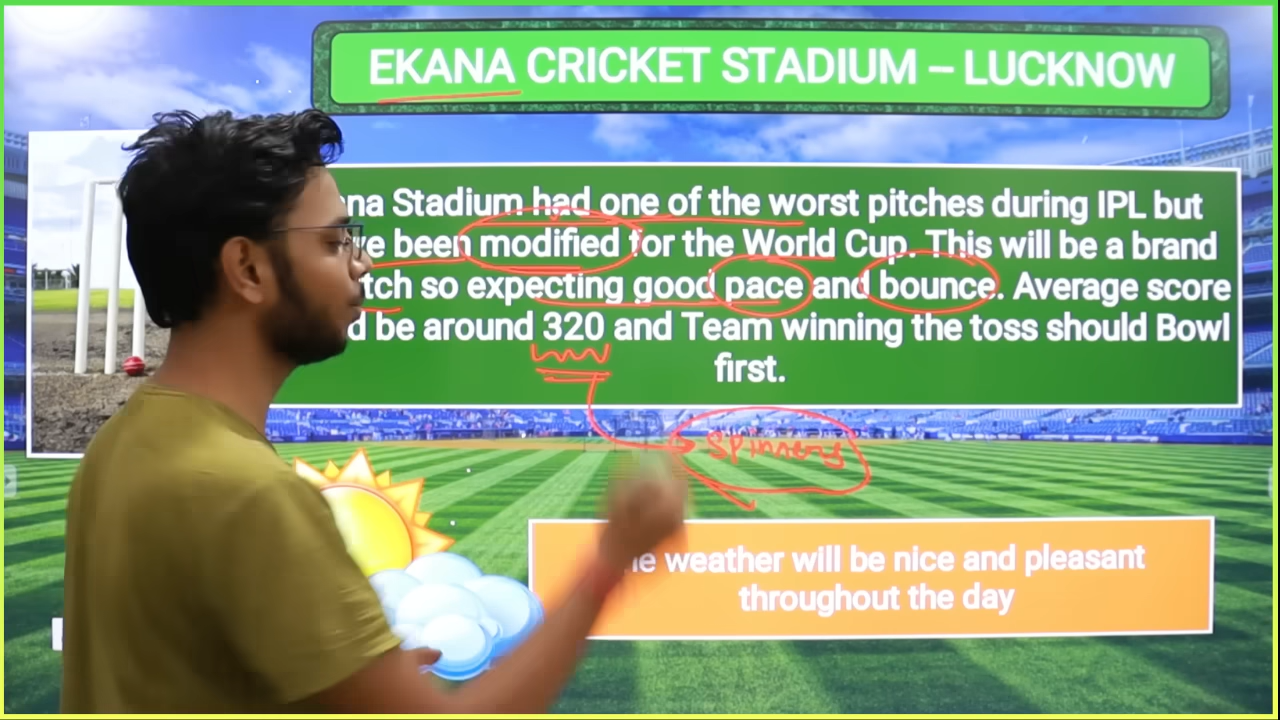 EKANA CRICKET STADIUM – LUCKNOW
Stadium had one of the worst pitches during IPL but
been modified for the World Cup. This will be a brand
so expecting good pace and bounce. Average score
be around 320 and Team winning the toss should Bowl
first.
Spinners
weather will be nice and pleasant
throughout the day